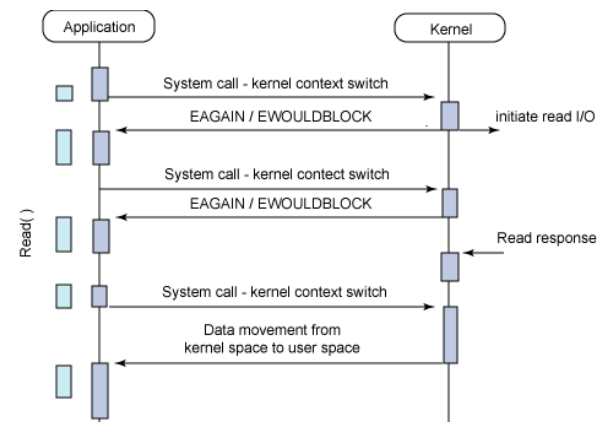 Application
Kernel
System call - kernel context switch
EAGAIN / EWOULDBLOCK
initiate read I/O
System call - kernel contect switch
EAGAIN / EWOULDBLOCK
Read( )
Read response
System call - kernel context switch
Data movement from
kernel space to user space